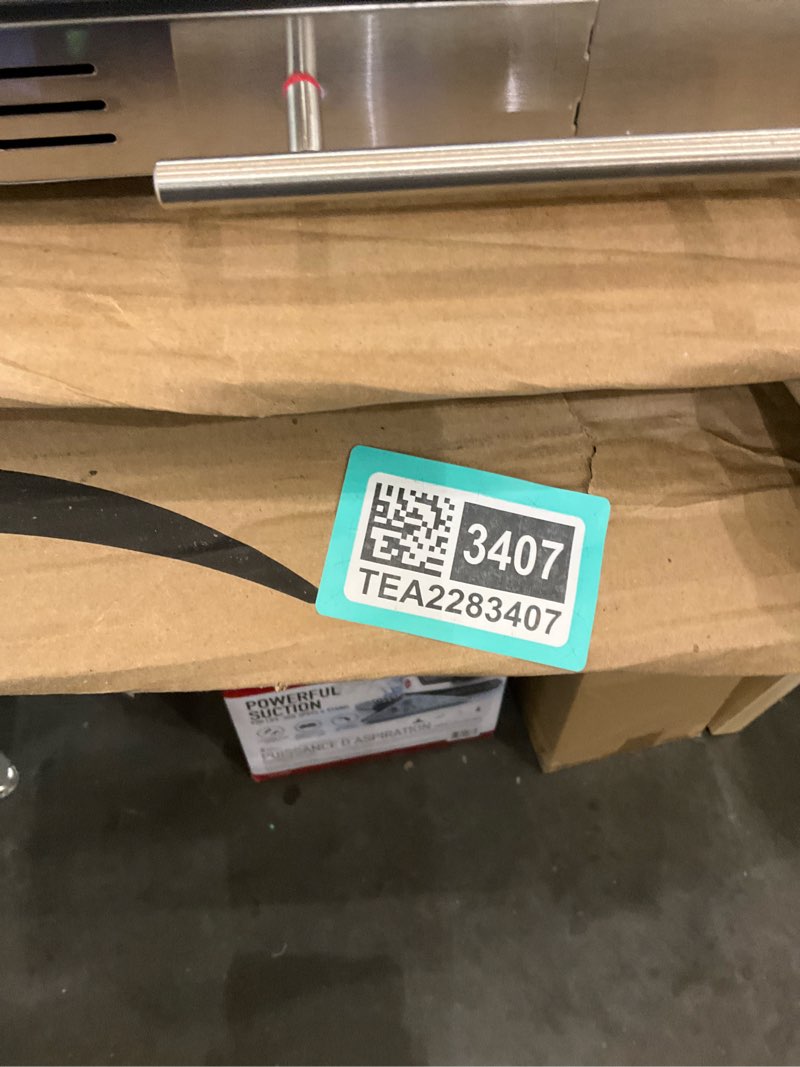 3407
TEA2283407
POWERFUL
SUCTION
PUISSANCE D'ASPIRATION